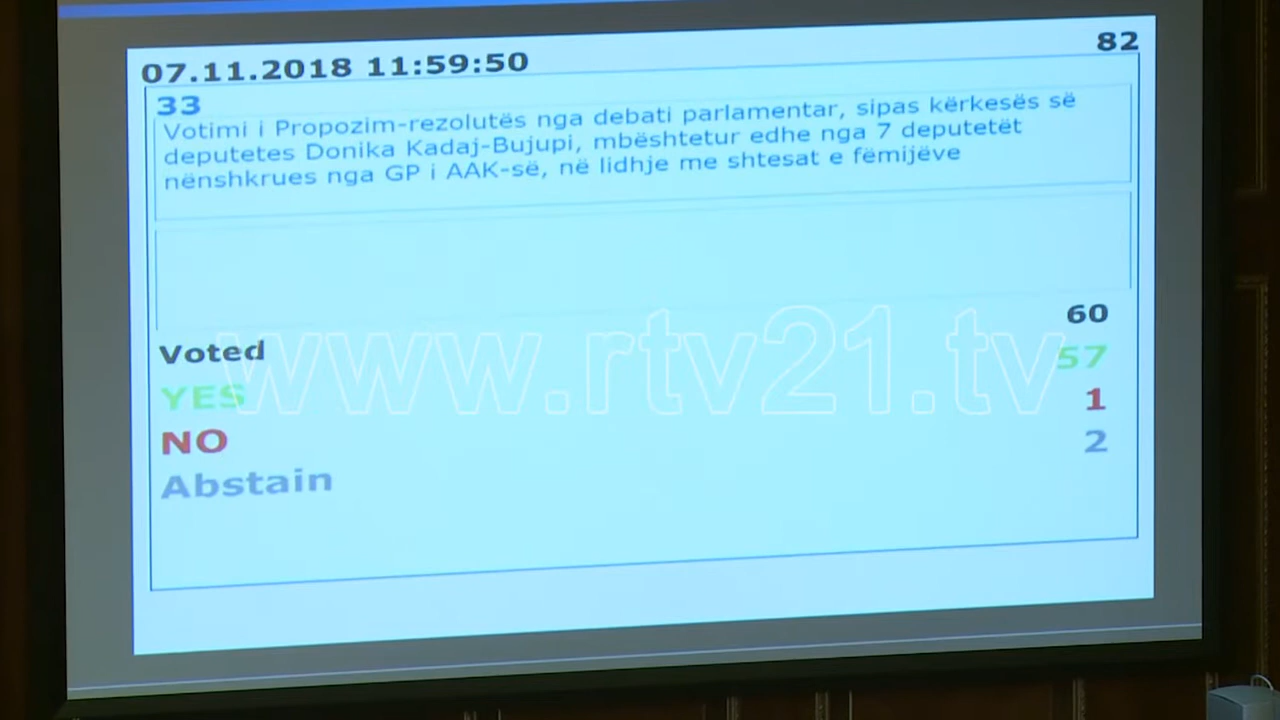 07.11.2018 11:59:50 82
33
Votimi i Propozim-rezolutës nga debati parlamentar, sipas kërkesës së
deputetes Donika Kadaj-Bujupi, mbështetur edhe nga 7 deputetët
nënshkrues nga GP i AAK-së, në lidhje me shtesat e fëmijëve
60
Voted
YES 57
NO 1
Abstain 2
www.rtv21.tv